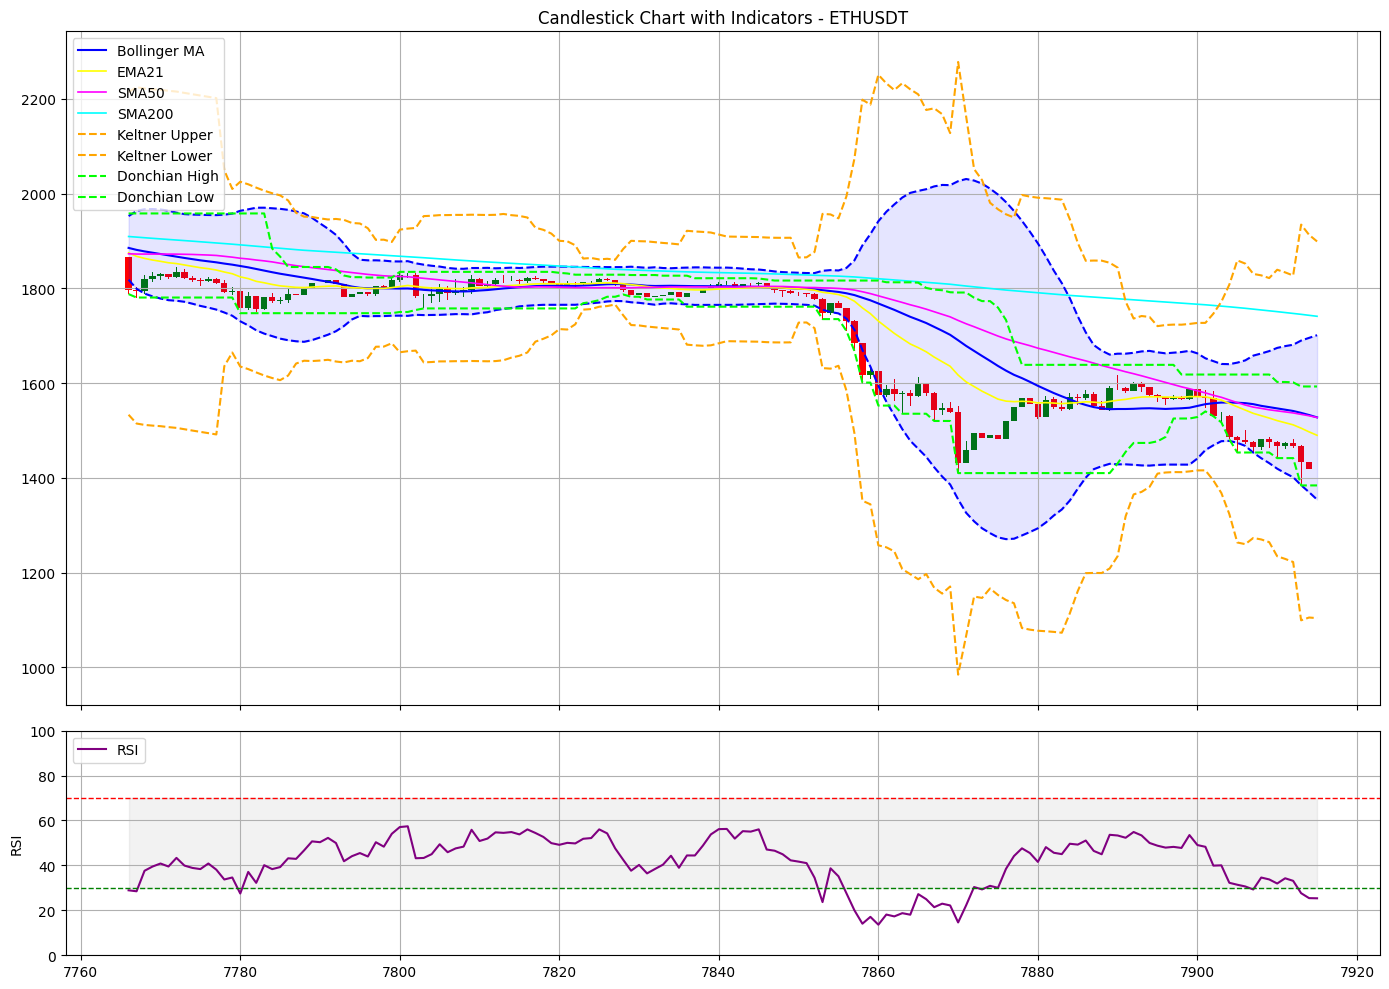 Candlestick Chart with Indicators - ETHUSDT
Bollinger MA
EMA21
SMA50
SMA200
Keltner Upper
Keltner Lower
Donchian High
Donchian Low
2200
2000
1800
1600
1400
1200
1000
RSI
100
80
60
40
20
0
RSI
7760 7780 7800 7820 7840 7860 7880 7900 7920